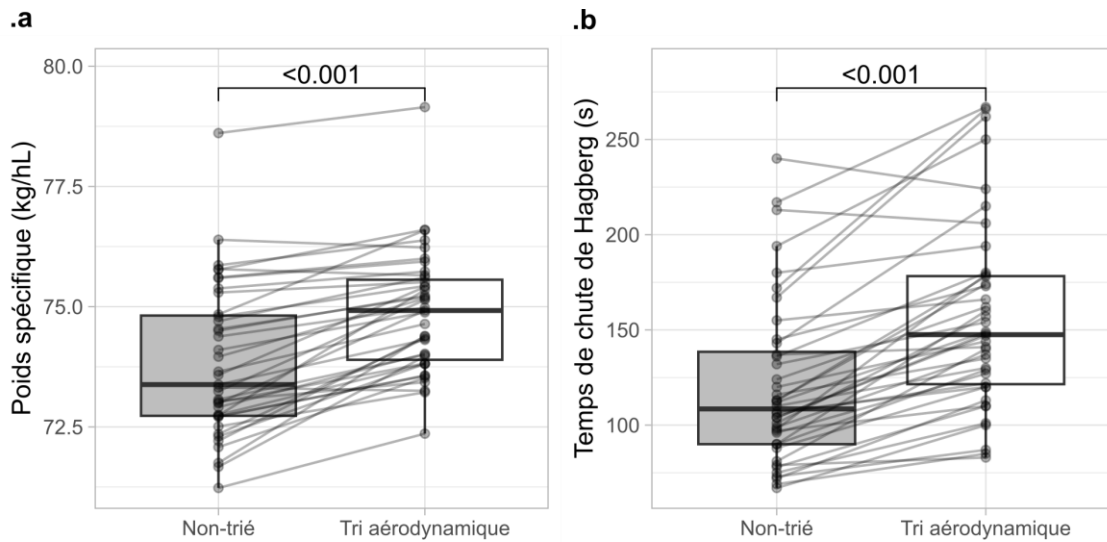 .a
Poids spécifique (kg/hL)
80.0
77.5
75.0
72.5
<0.001
Non-trié
Tri aérodynamique
.b
Temps de chute de Hagberg (s)
250
200
150
100
<0.001
Non-trié
Tri aérodynamique